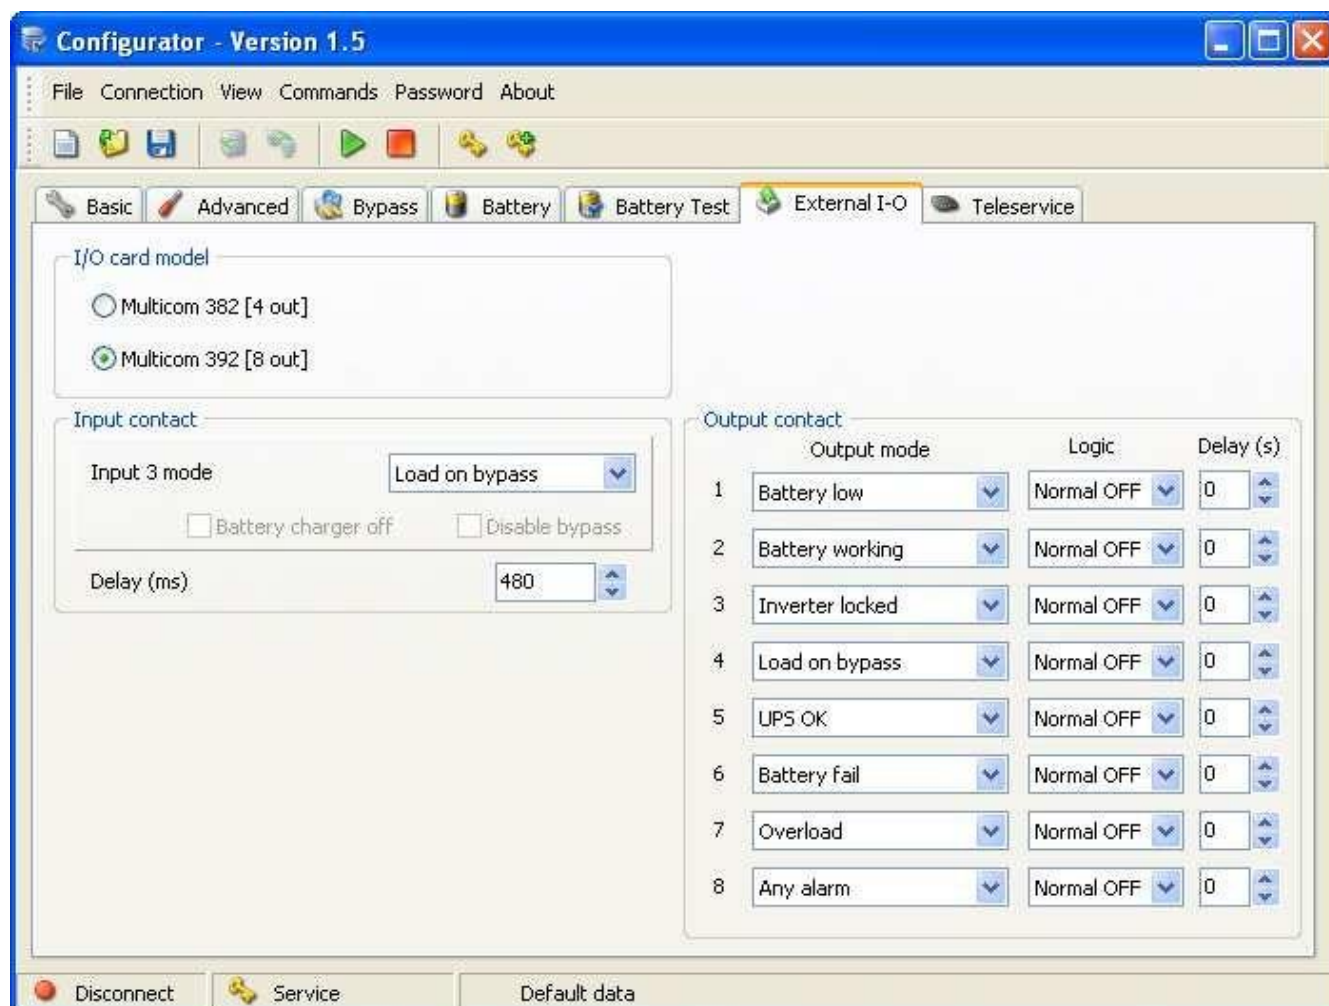 Configurator - Version 1.5
File Connection View Commands Password About
Basic Advanced Bypass Battery Battery Test External I-O Teleservice
I/O card model
Multicom 382 [4 out]
Multicom 392 [8 out]
Input contact
Input 3 mode Load on bypass
Battery charger off Disable bypass
Delay (ms) 480
Output contact
Output mode Logic Delay (s)
1 Battery low Normal OFF 0
2 Battery working Normal OFF 0
3 Inverter locked Normal OFF 0
4 Load on bypass Normal OFF 0
5 UPS OK Normal OFF 0
6 Battery fail Normal OFF 0
7 Overload Normal OFF 0
8 Any alarm Normal OFF 0
Disconnect Service Default data